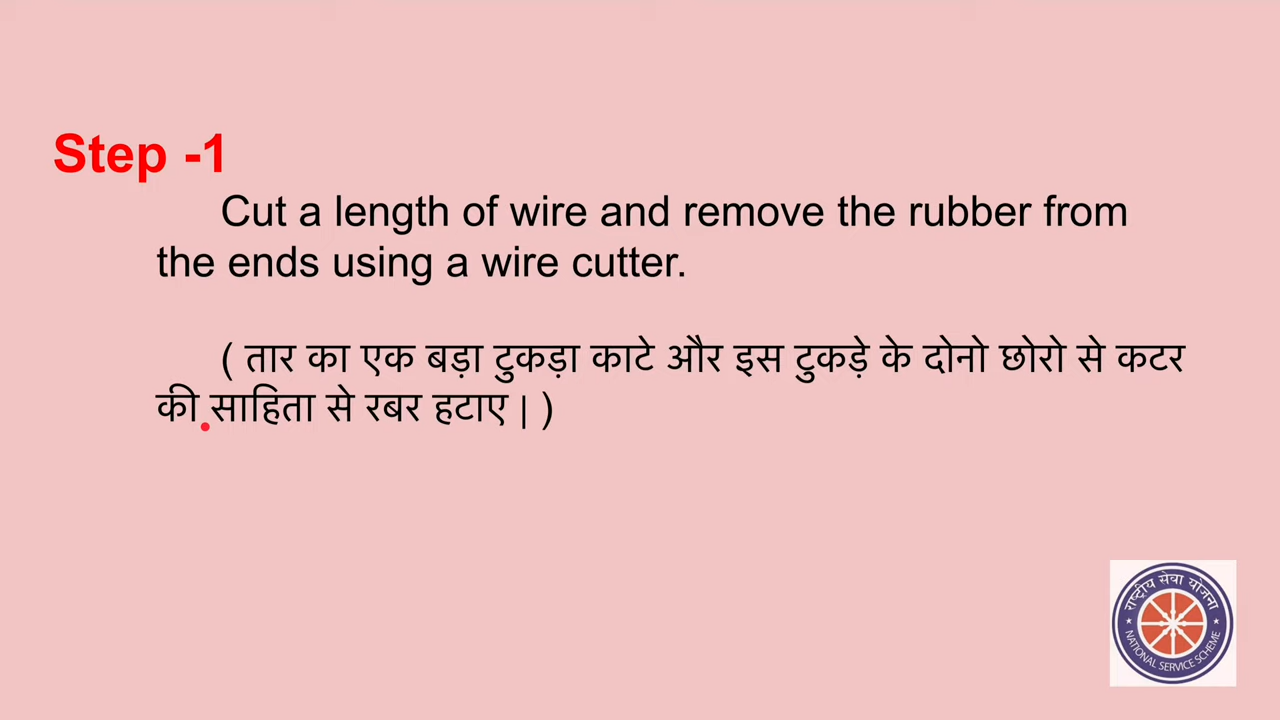 Step -1
Cut a length of wire and remove the rubber from
the ends using a wire cutter.
( तार का एक बड़ा टुकड़ा काटे और इस टुकड़े के दोनो छोरो से कटर
की साहिता से रबर हटाए | )
राष्ट्रीय सेवा योजना
NATIONAL SERVICE SCHEME